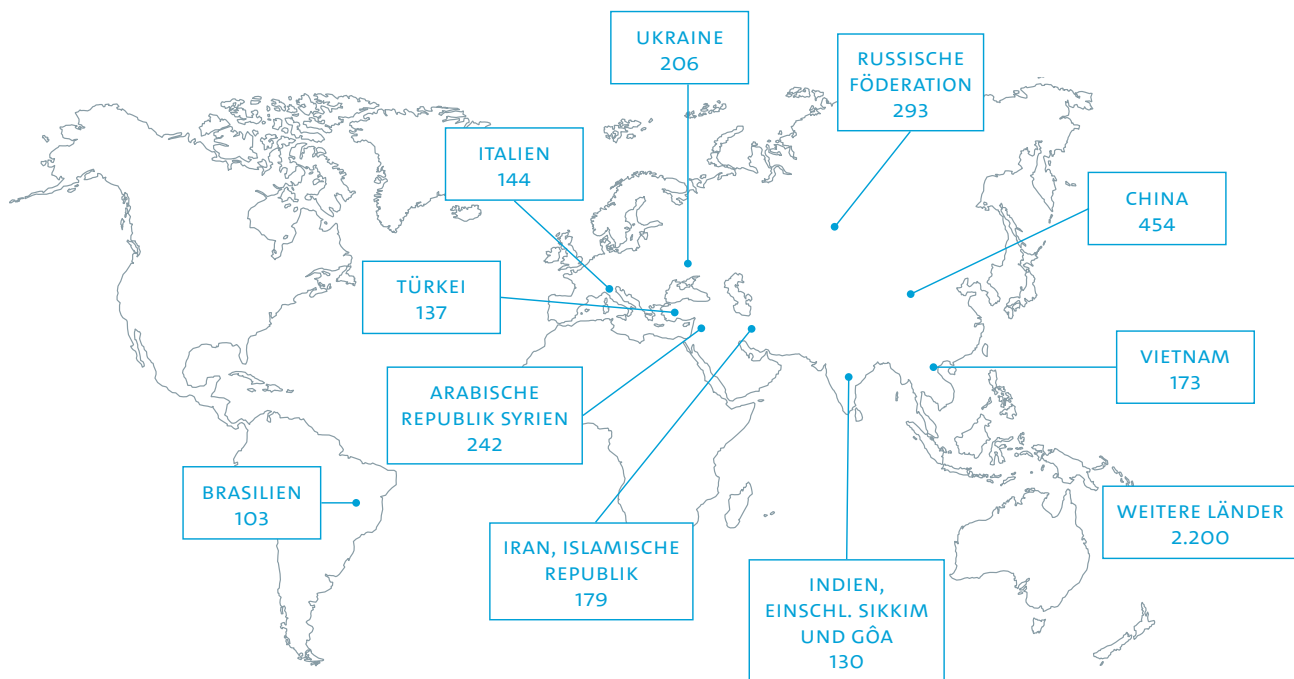 UKRAINE
206
RUSSISCHE
FÖDERATION
293
ITALIEN
144
CHINA
454
TÜRKEI
137
VIETNAM
173
ARABISCHE
REPUBLIK SYRIEN
242
BRASILIEN
103
WEITERE LÄNDER
2.200
IRAN, ISLAMISCHE
REPUBLIK
179
INDIEN,
EINSCHL. SIKKIM
UND GÔA
130